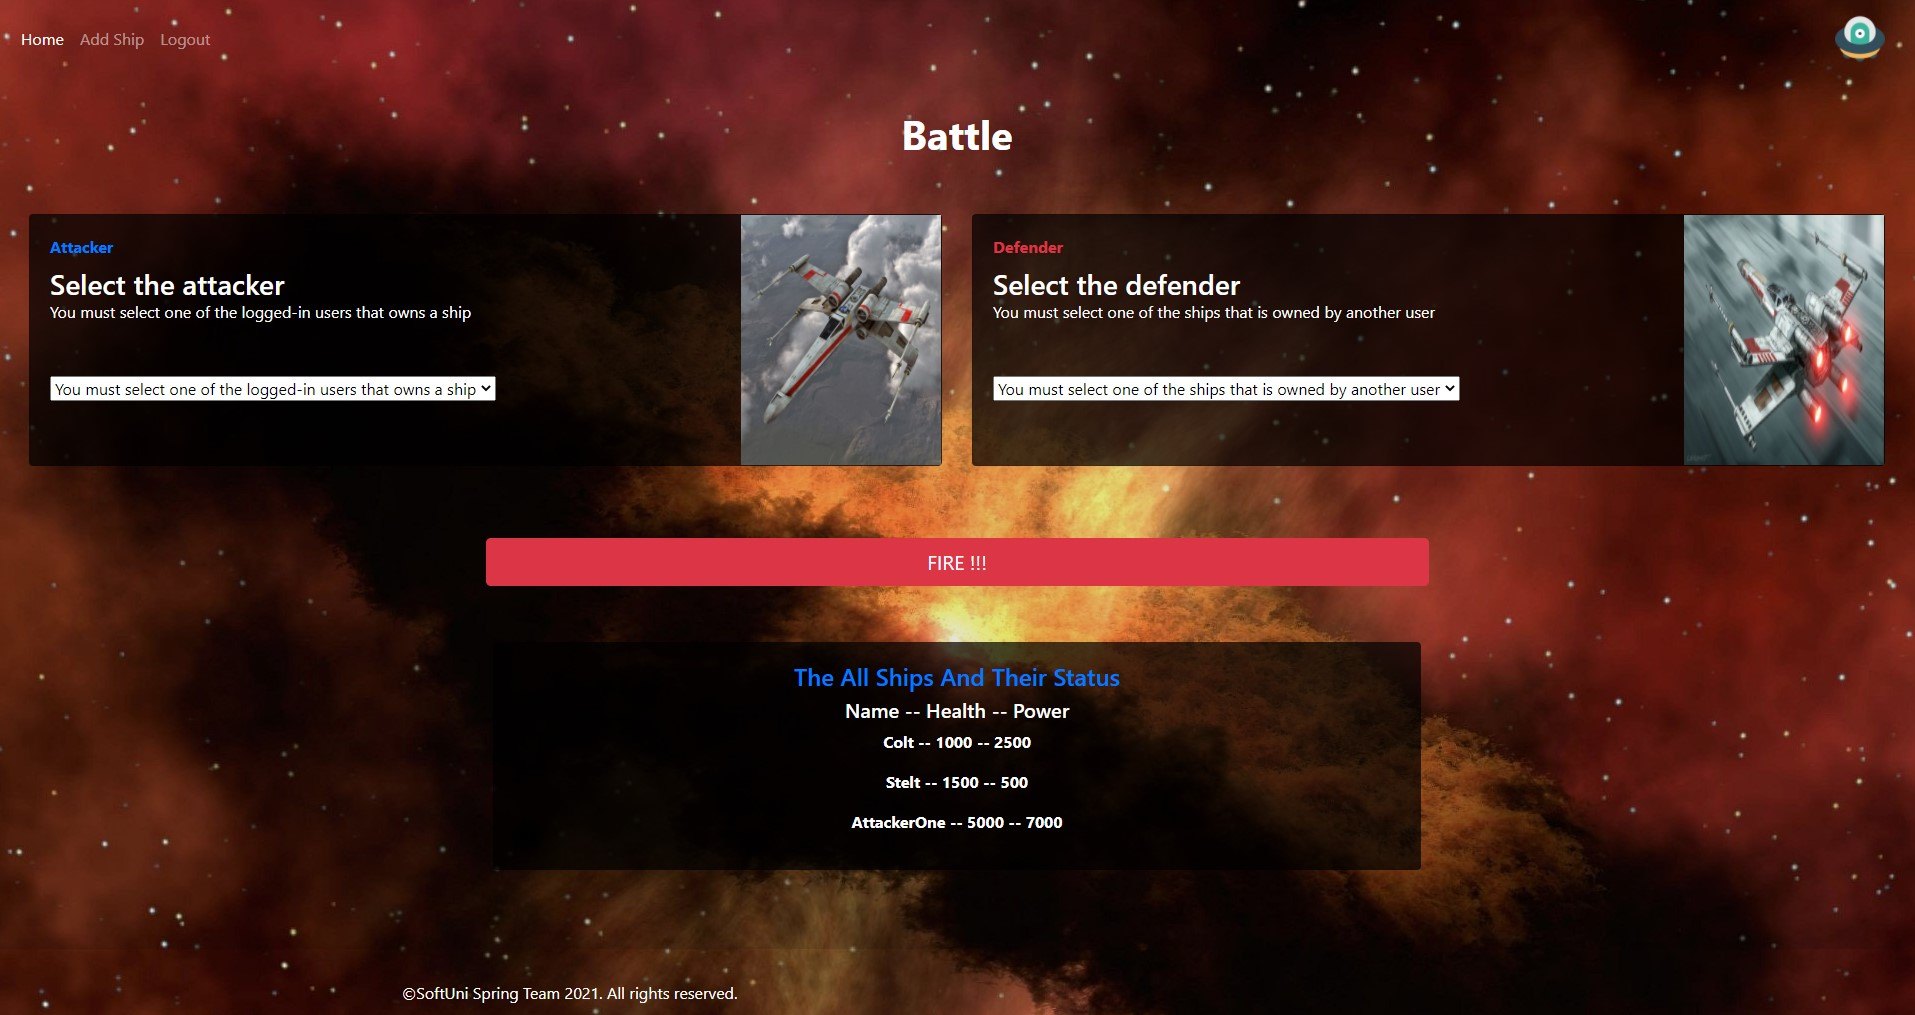 Home Add Ship Logout
Battle
Attacker
Select the attacker
You must select one of the logged-in users that owns a ship
You must select one of the logged-in users that owns a ship
Defender
Select the defender
You must select one of the ships that is owned by another user
You must select one of the ships that is owned by another user
FIRE !!!
The All Ships And Their Status
Name -- Health -- Power
Colt -- 1000 -- 2500
Stelt -- 1500 -- 500
AttackerOne -- 5000 -- 7000
©SoftUni Spring Team 2021. All rights reserved.